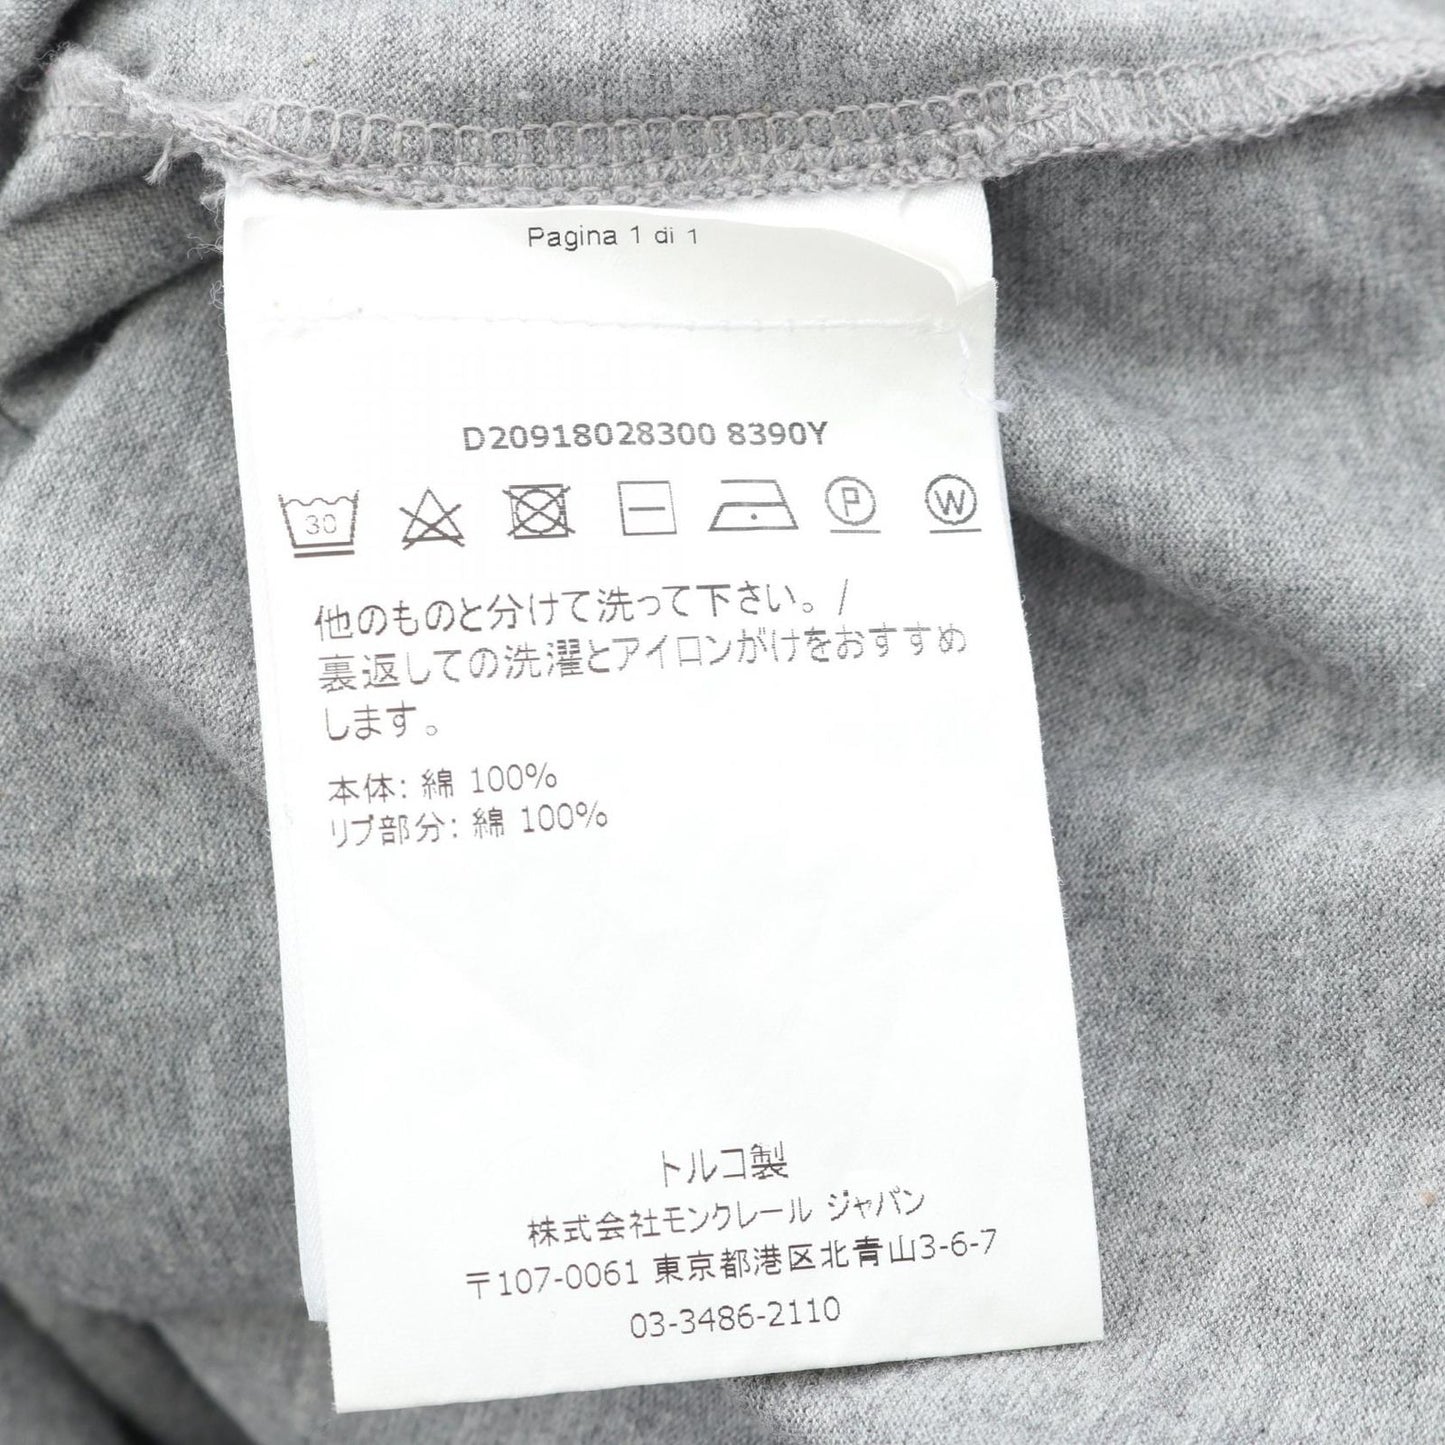 Pagina 1 di 1
D20918028300 8390Y
30 P W
他のものと分けて洗って下さい。/
裏返しての洗濯とアイロンがけをおすすめ
します。
本体: 綿 100%
リブ部分: 綿 100%
トルコ製
株式会社モンクレール ジャパン
〒107-0061 東京都港区北青山3-6-7
03-3486-2110